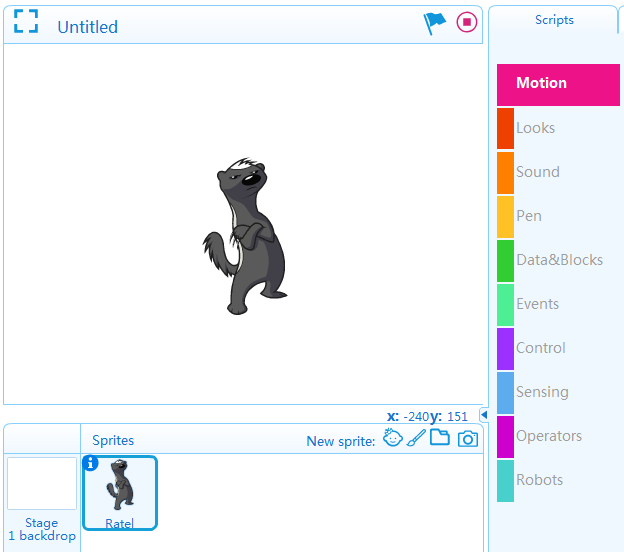 Untitled
Scripts
Motion
Looks
Sound
Pen
Data&Blocks
Events
Control
Sensing
Operators
Robots
x: -240 y: 151
Sprites
New sprite:
Stage
1 backdrop
Ratel